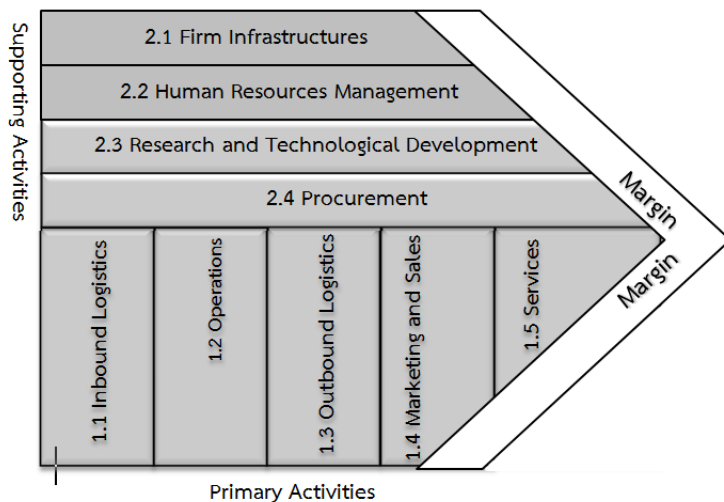 Supporting Activities
2.1 Firm Infrastructures
2.2 Human Resources Management
2.3 Research and Technological Development
2.4 Procurement
1.1 Inbound Logistics
1.2 Operations
1.3 Outbound Logistics
1.4 Marketing and Sales
1.5 Services
Margin
Margin
Primary Activities